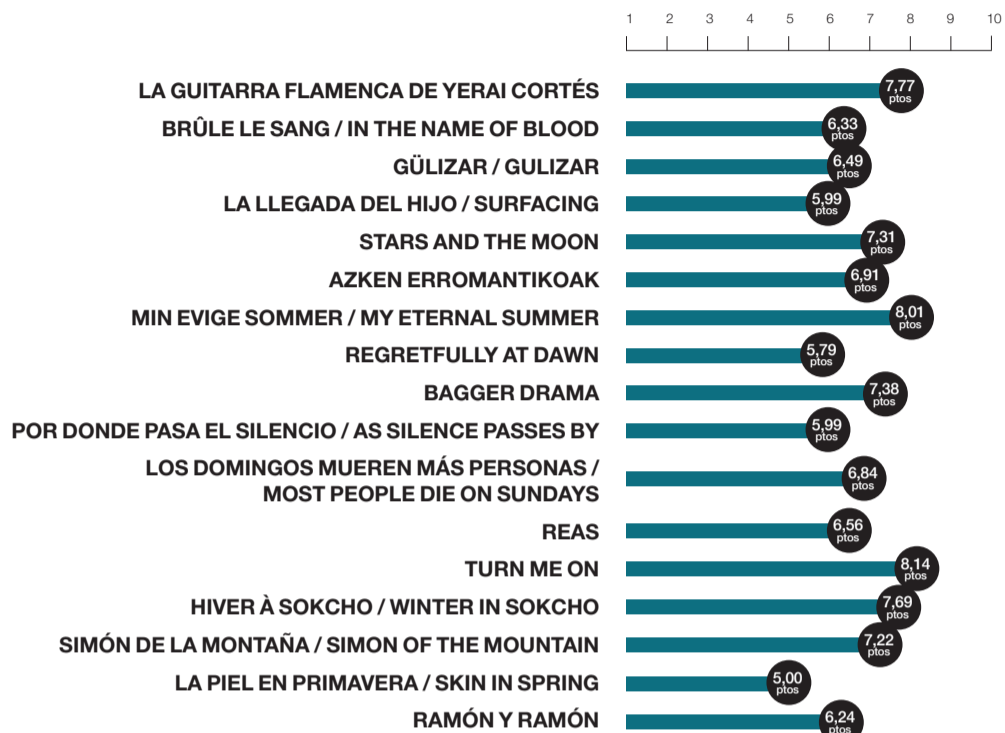 1 2 3 4 5 6 7 8 9 10
LA GUITARRA FLAMENCA DE YERAI CORTÉS 7,77 ptos
BRÛLE LE SANG / IN THE NAME OF BLOOD 6,33 ptos
GÜLIZAR / GULIZAR 6,49 ptos
LA LLEGADA DEL HIJO / SURFACING 5,99 ptos
STARS AND THE MOON 7,31 ptos
AZKEN ERROMANTIKOAK 6,91 ptos
MIN EVIGE SOMMER / MY ETERNAL SUMMER 8,01 ptos
REGRETFULLY AT DAWN 5,79 ptos
BAGGER DRAMA 7,38 ptos
POR DONDE PASA EL SILENCIO / AS SILENCE PASSES BY 5,99 ptos
LOS DOMINGOS MUEREN MÁS PERSONAS /
MOST PEOPLE DIE ON SUNDAYS 6,84 ptos
REAS 6,56 ptos
TURN ME ON 8,14 ptos
HIVER À SOKCHO / WINTER IN SOKCHO 7,69 ptos
SIMÓN DE LA MONTAÑA / SIMON OF THE MOUNTAIN 7,22 ptos
LA PIEL EN PRIMAVERA / SKIN IN SPRING 5,00 ptos
RAMÓN Y RAMÓN 6,24 ptos